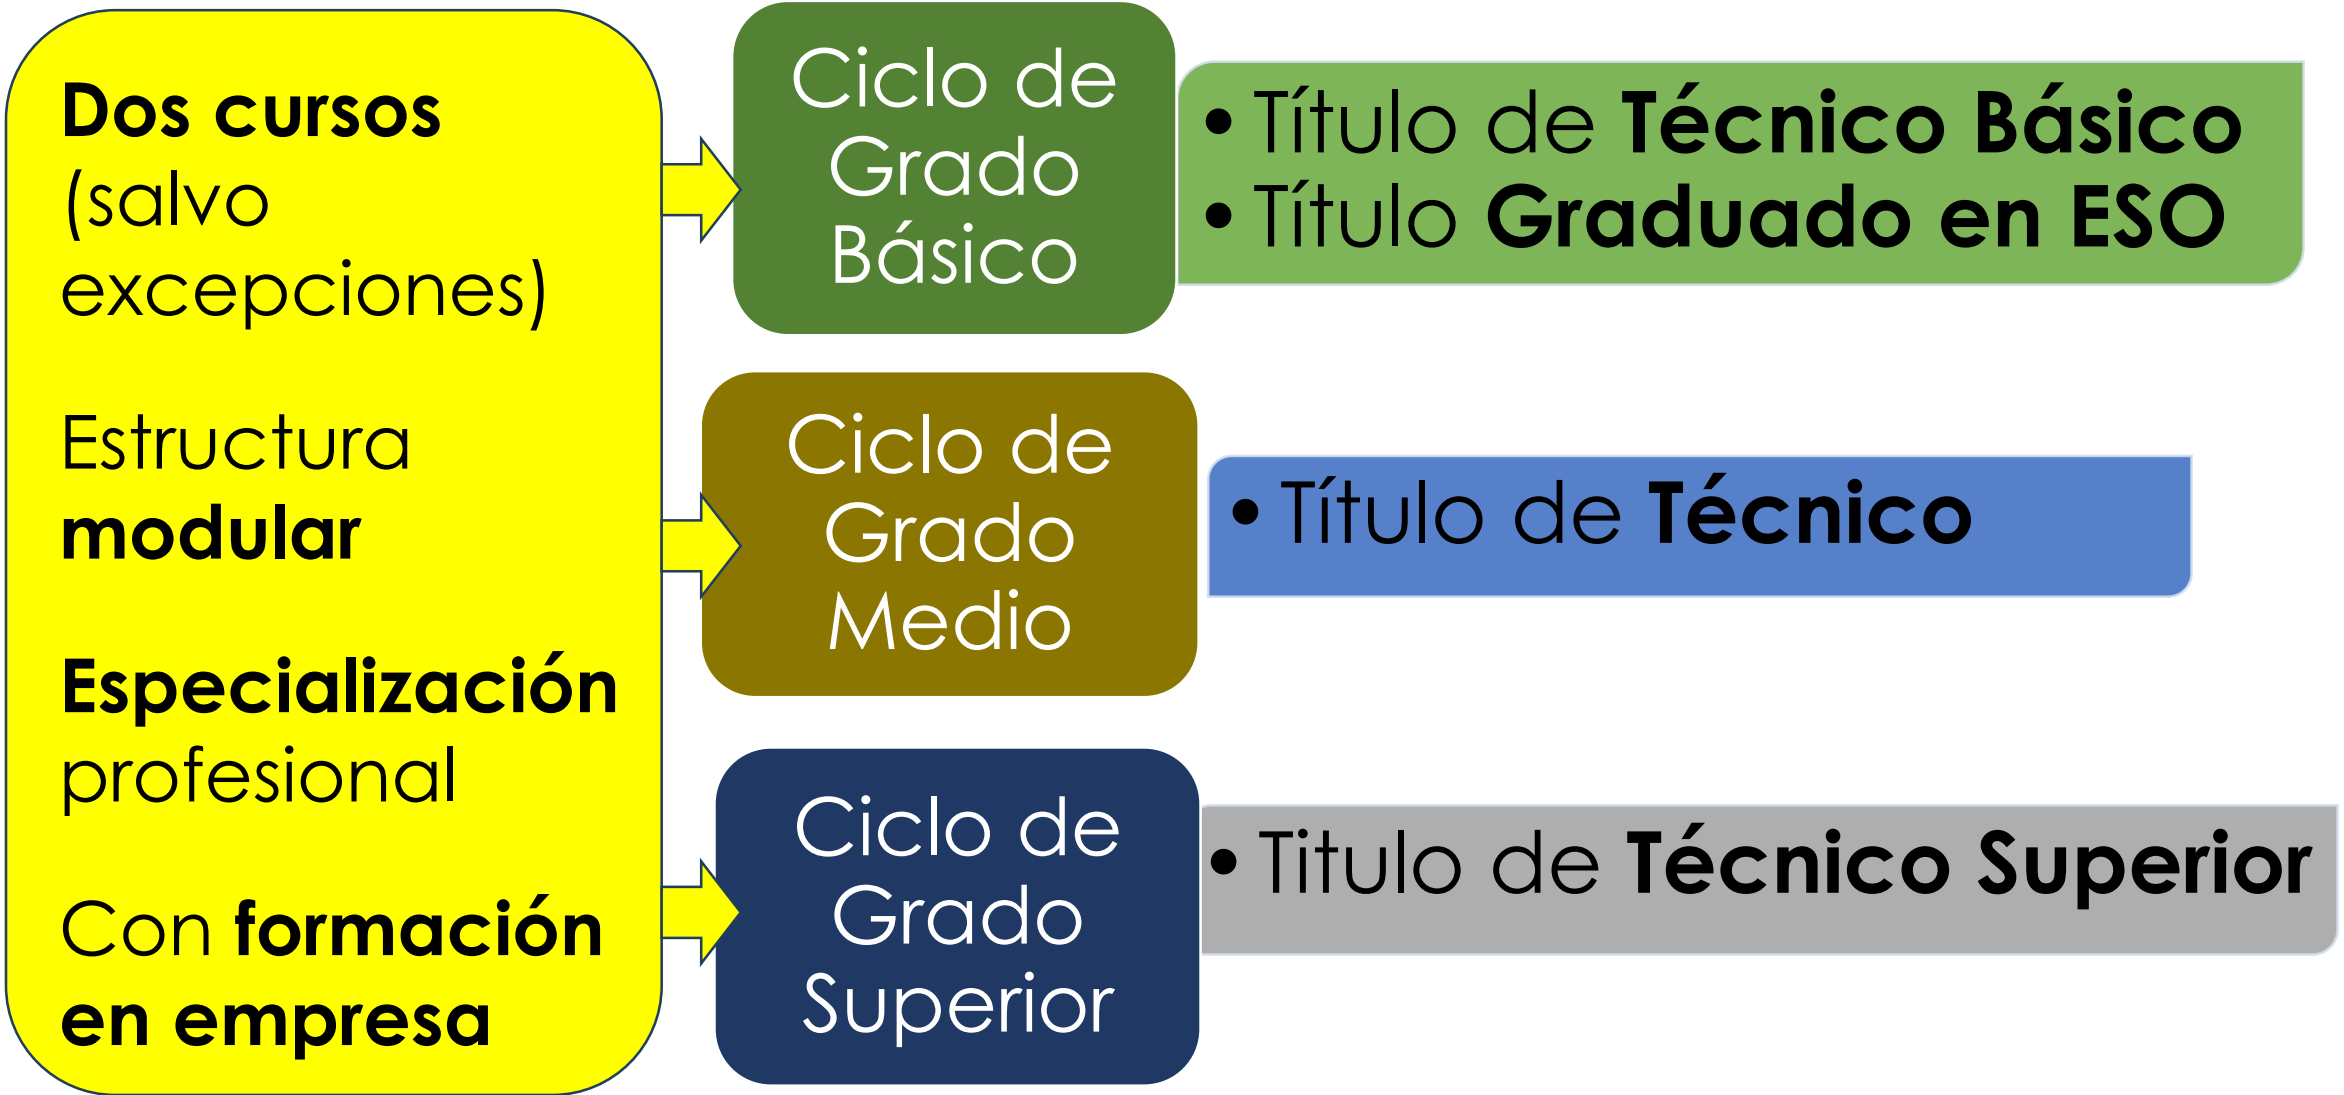 Dos cursos
(salvo
excepciones)
Estructura
modular
Especialización
profesional
Con formación
en empresa
Ciclo de
Grado
Básico
• Título de Técnico Básico
• Título Graduado en ESO
Ciclo de
Grado
Medio
• Título de Técnico
Ciclo de
Grado
Superior
• Titulo de Técnico Superior